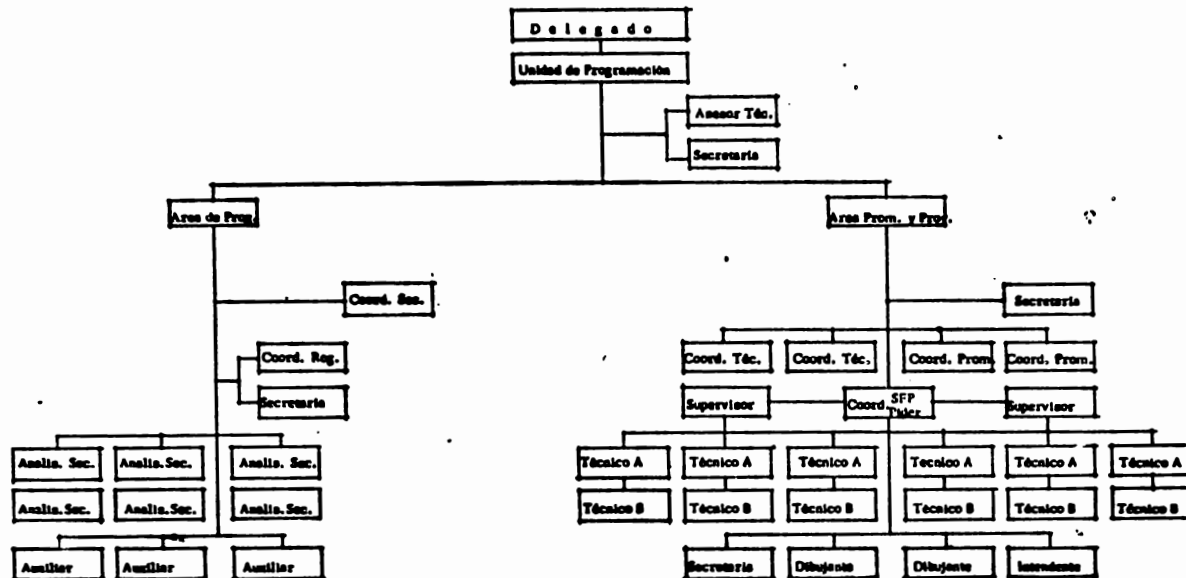 D e l e g a d o
Unidad de Programación
Asesor Téc.
Secretaria
Area de Prog.
Area Prom. y Prog.
Coord. Sec.
Secretaria
Coord. Reg.
Coord. Téc.
Coord. Téc.
Coord. Prom.
Coord. Prom.
Secretaria
Supervisor
Coord. SFP
Pider
Supervisor
Analis. Sec.
Analis. Sec.
Analis. Sec.
Técnico A
Técnico A
Técnico A
Tecnico A
Técnico A
Técnico A
Analis. Sec.
Analis. Sec.
Analis. Sec.
Técnico B
Técnico B
Técnico B
Técnico B
Técnico B
Técnico B
Auxiliar
Auxiliar
Auxiliar
Secretaria
Dibujante
Dibujante
Intendente